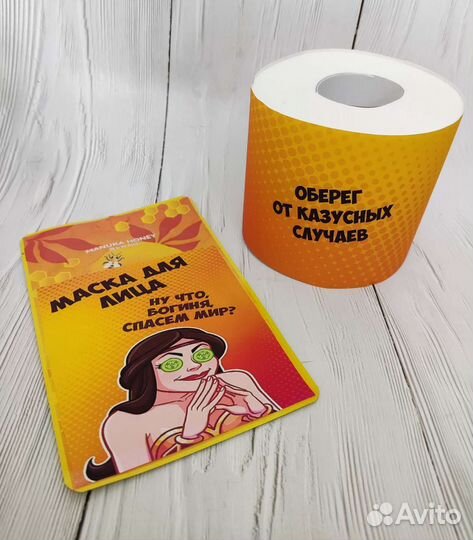 ОБЕРЕГ
ОТ КАЗУСНЫХ
СЛУЧАЕВ
MANUKA HONEY
МАСКА ДЛЯ
ЛИЦА
НУ ЧТО,
БОГИНЯ,
СПАСЕМ МИР?
Avito